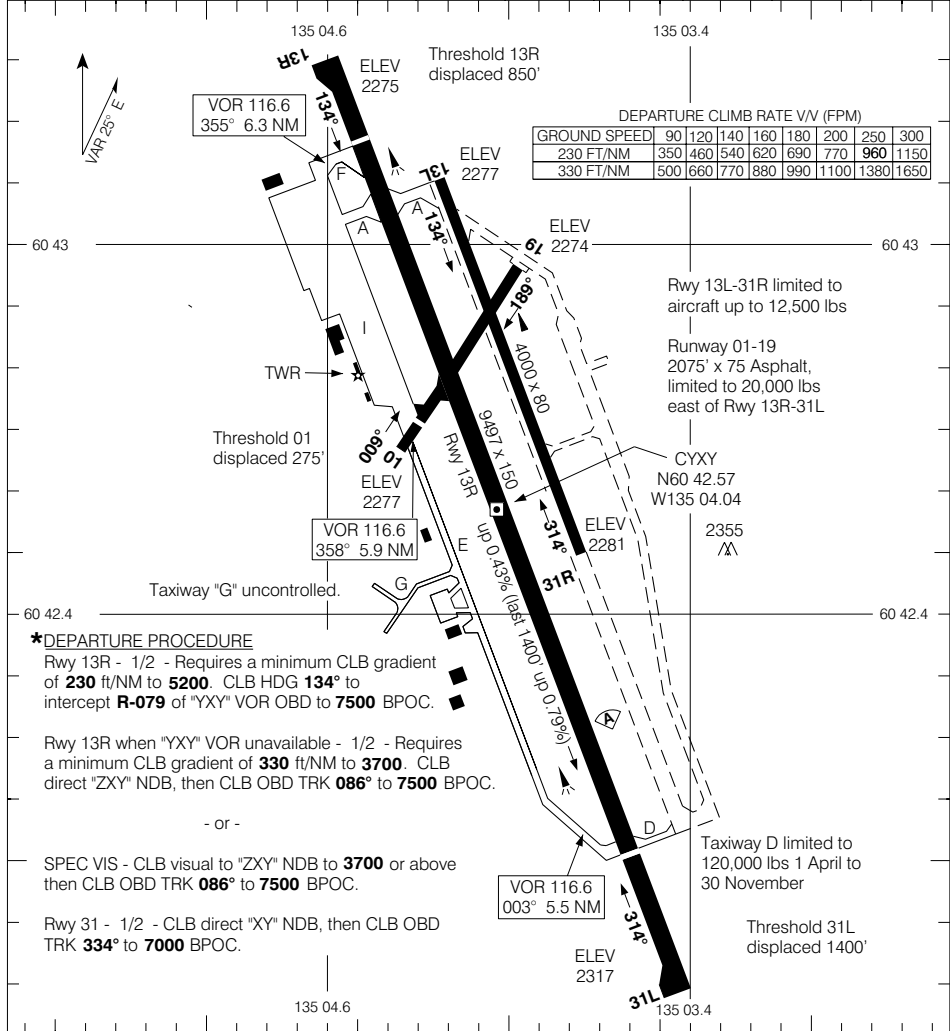 135 04.6
135 03.4
13R
ELEV
2275
Threshold 13R
displaced 850'
VAR 25° E
VOR 116.6
355° 6.3 NM
134°
DEPARTURE CLIMB RATE V/V (FPM)
GROUND SPEED 90 120 140 160 180 200 250 300
230 FT/NM 350 460 540 620 690 770 960 1150
330 FT/NM 500 660 770 880 990 1100 1380 1650
ELEV
2277
13L
F
A
A
134°
60 43
60 43
19
ELEV
2274
189°
Rwy 13L-31R limited to
aircraft up to 12,500 lbs
Runway 01-19
2075' x 75 Asphalt,
limited to 20,000 lbs
east of Rwy 13R-31L
I
TWR
4000 x 80
Threshold 01
displaced 275'
009°
01
ELEV
2277
9497 x 150
Rwy 13R
up 0.43% (last 1400' up 0.79%)
CYXY
N60 42.57
W135 04.04
2355
VOR 116.6
358° 5.9 NM
E
314°
ELEV
2281
31R
Taxiway "G" uncontrolled.
G
60 42.4
60 42.4
*DEPARTURE PROCEDURE
Rwy 13R - 1/2 - Requires a minimum CLB gradient
of 230 ft/NM to 5200. CLB HDG 134° to
intercept R-079 of "YXY" VOR OBD to 7500 BPOC.
Rwy 13R when "YXY" VOR unavailable - 1/2 - Requires
a minimum CLB gradient of 330 ft/NM to 3700. CLB
direct "ZXY" NDB, then CLB OBD TRK 086° to 7500 BPOC.
- or -
SPEC VIS - CLB visual to "ZXY" NDB to 3700 or above
then CLB OBD TRK 086° to 7500 BPOC.
Rwy 31 - 1/2 - CLB direct "XY" NDB, then CLB OBD
TRK 334° to 7000 BPOC.
A
D
Taxiway D limited to
120,000 lbs 1 April to
30 November
VOR 116.6
003° 5.5 NM
314°
Threshold 31L
displaced 1400'
ELEV
2317
31L
135 04.6
135 03.4